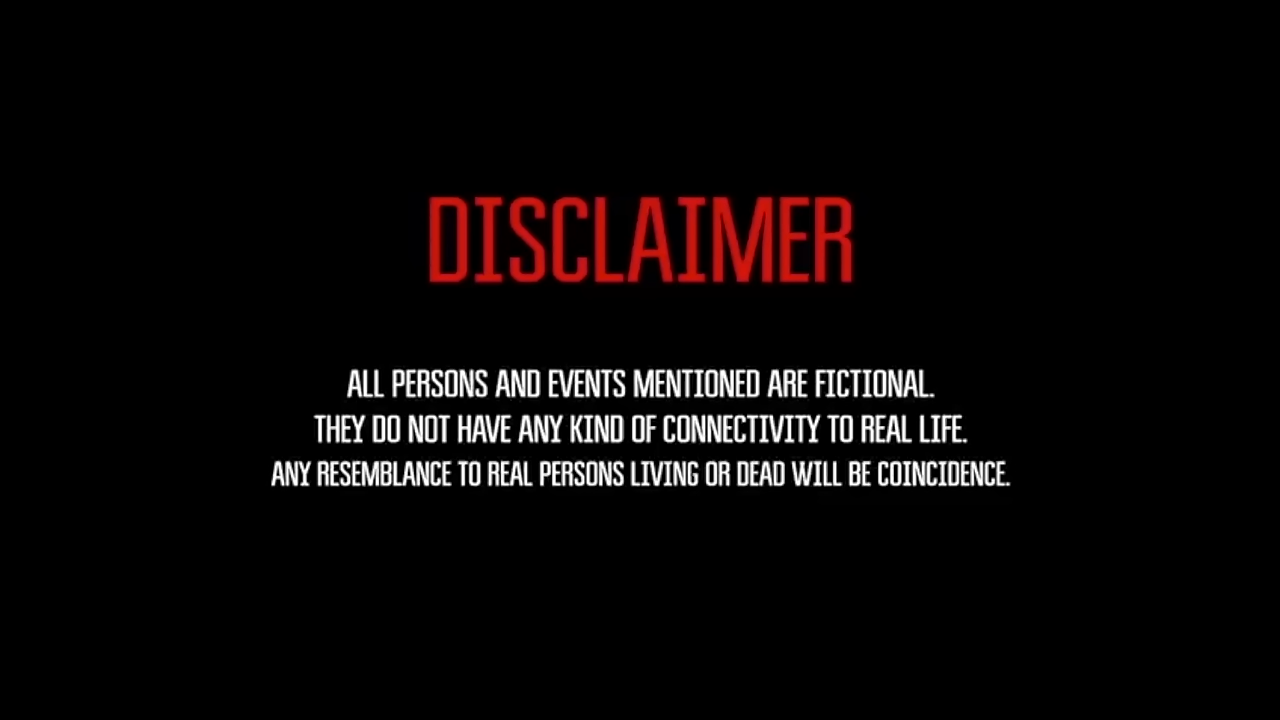 DISCLAIMER
ALL PERSONS AND EVENTS MENTIONED ARE FICTIONAL.
THEY DO NOT HAVE ANY KIND OF CONNECTIVITY TO REAL LIFE.
ANY RESEMBLANCE TO REAL PERSONS LIVING OR DEAD WILL BE COINCIDENCE.